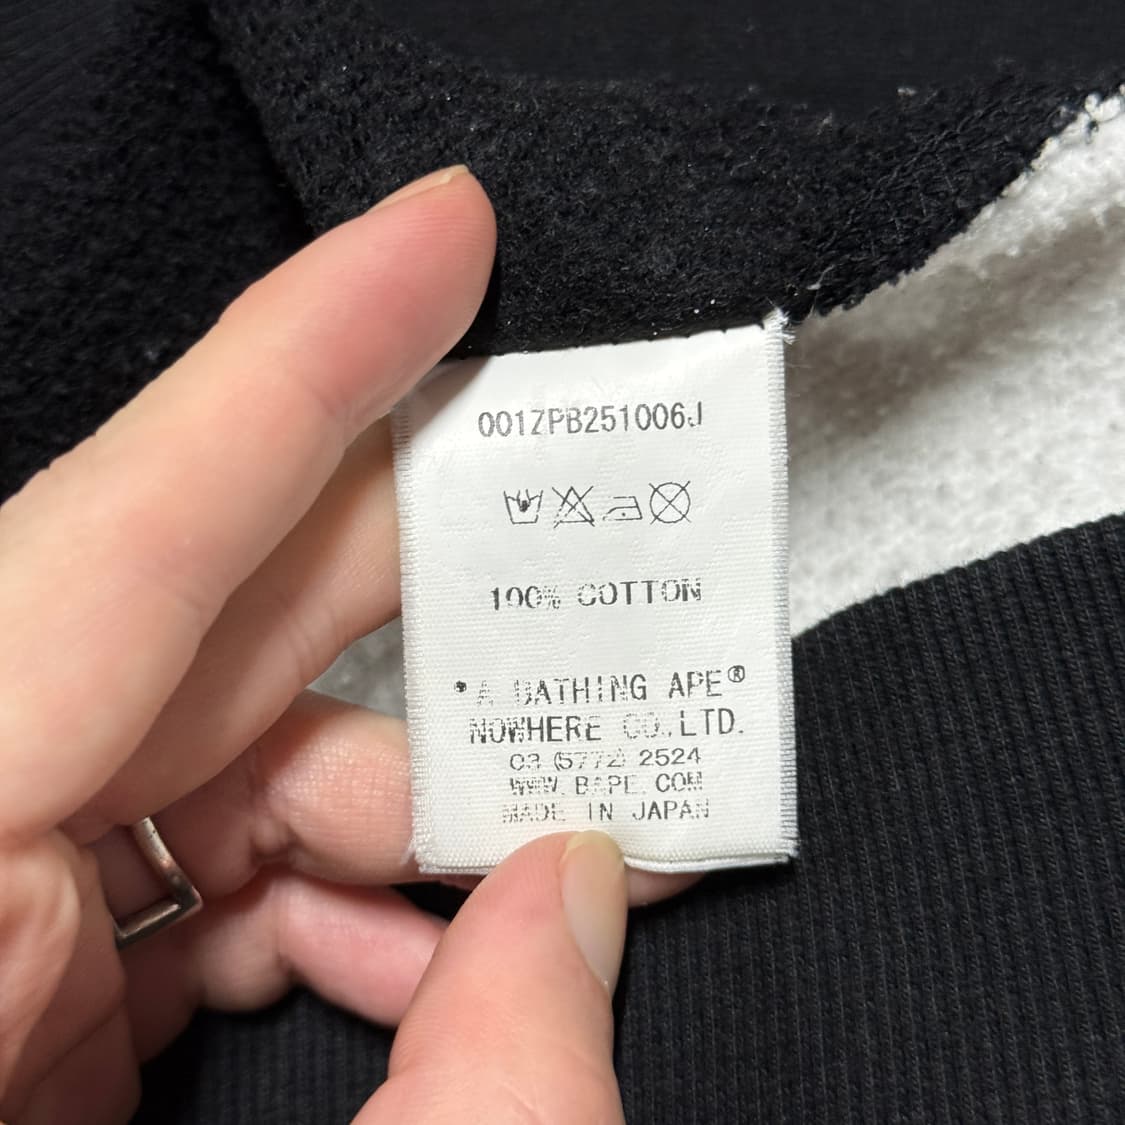 001ZPB251006J
100% COTTON
A BATHING APE®
NOWHERE CO.,LTD.
03 (5772) 2524
WWW.BAPE.COM
MADE IN JAPAN